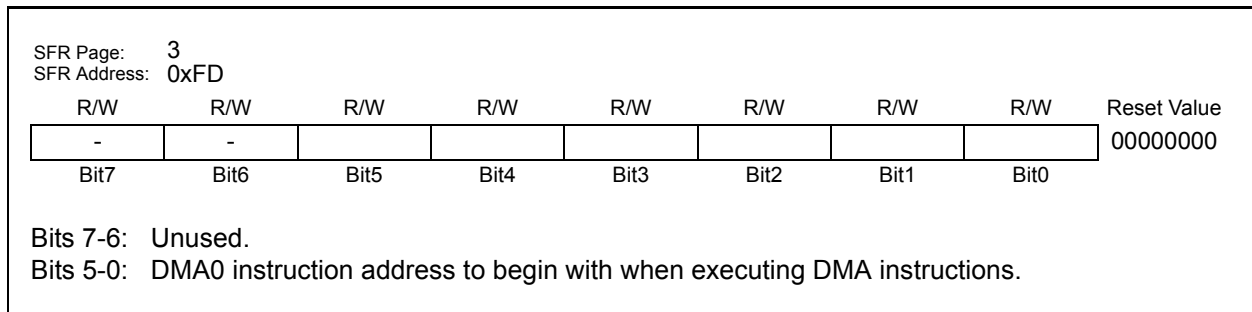 SFR Page: 3
SFR Address: 0xFD
R/W R/W R/W R/W R/W R/W R/W R/W Reset Value
- - 00000000
Bit7 Bit6 Bit5 Bit4 Bit3 Bit2 Bit1 Bit0
Bits 7-6: Unused.
Bits 5-0: DMA0 instruction address to begin with when executing DMA instructions.